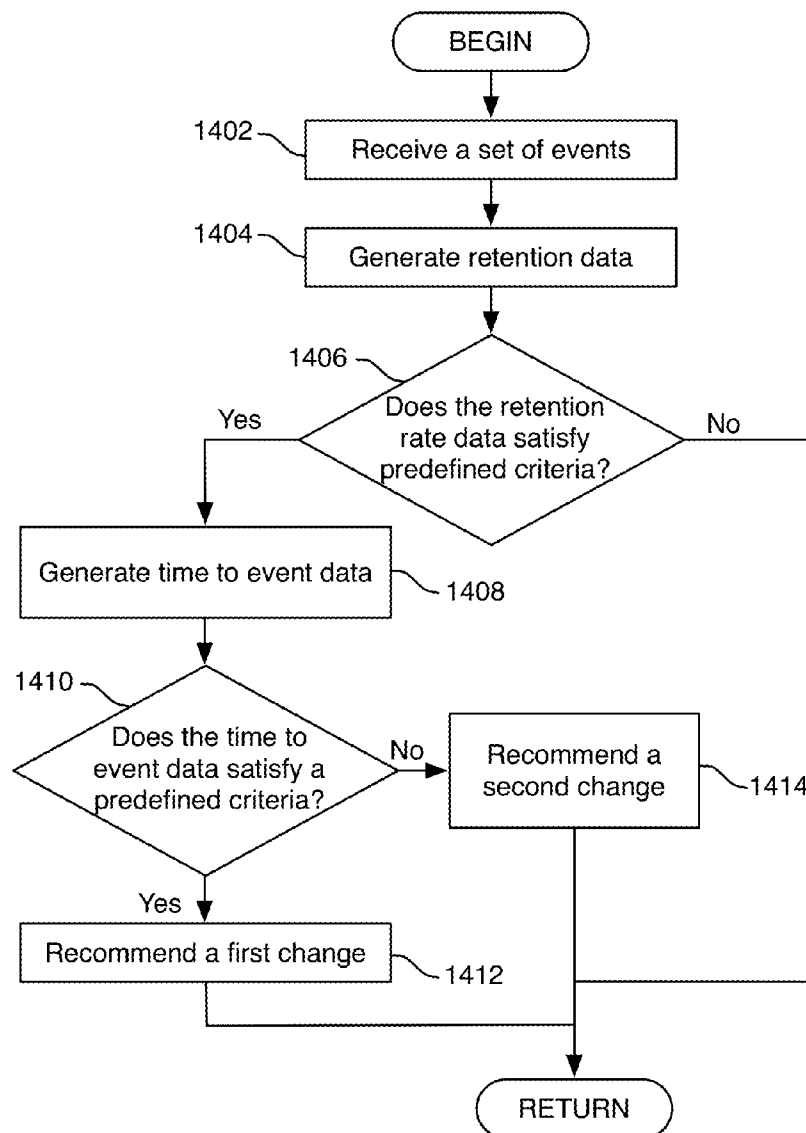 BEGIN
1402
Receive a set of events
1404
Generate retention data
1406
Does the retention
rate data satisfy
predefined criteria?
Yes
No
Generate time to event data
1408
1410
Does the time to
event data satisfy a
predefined criteria?
No
Recommend a
second change
1414
Yes
Recommend a first change
1412
RETURN